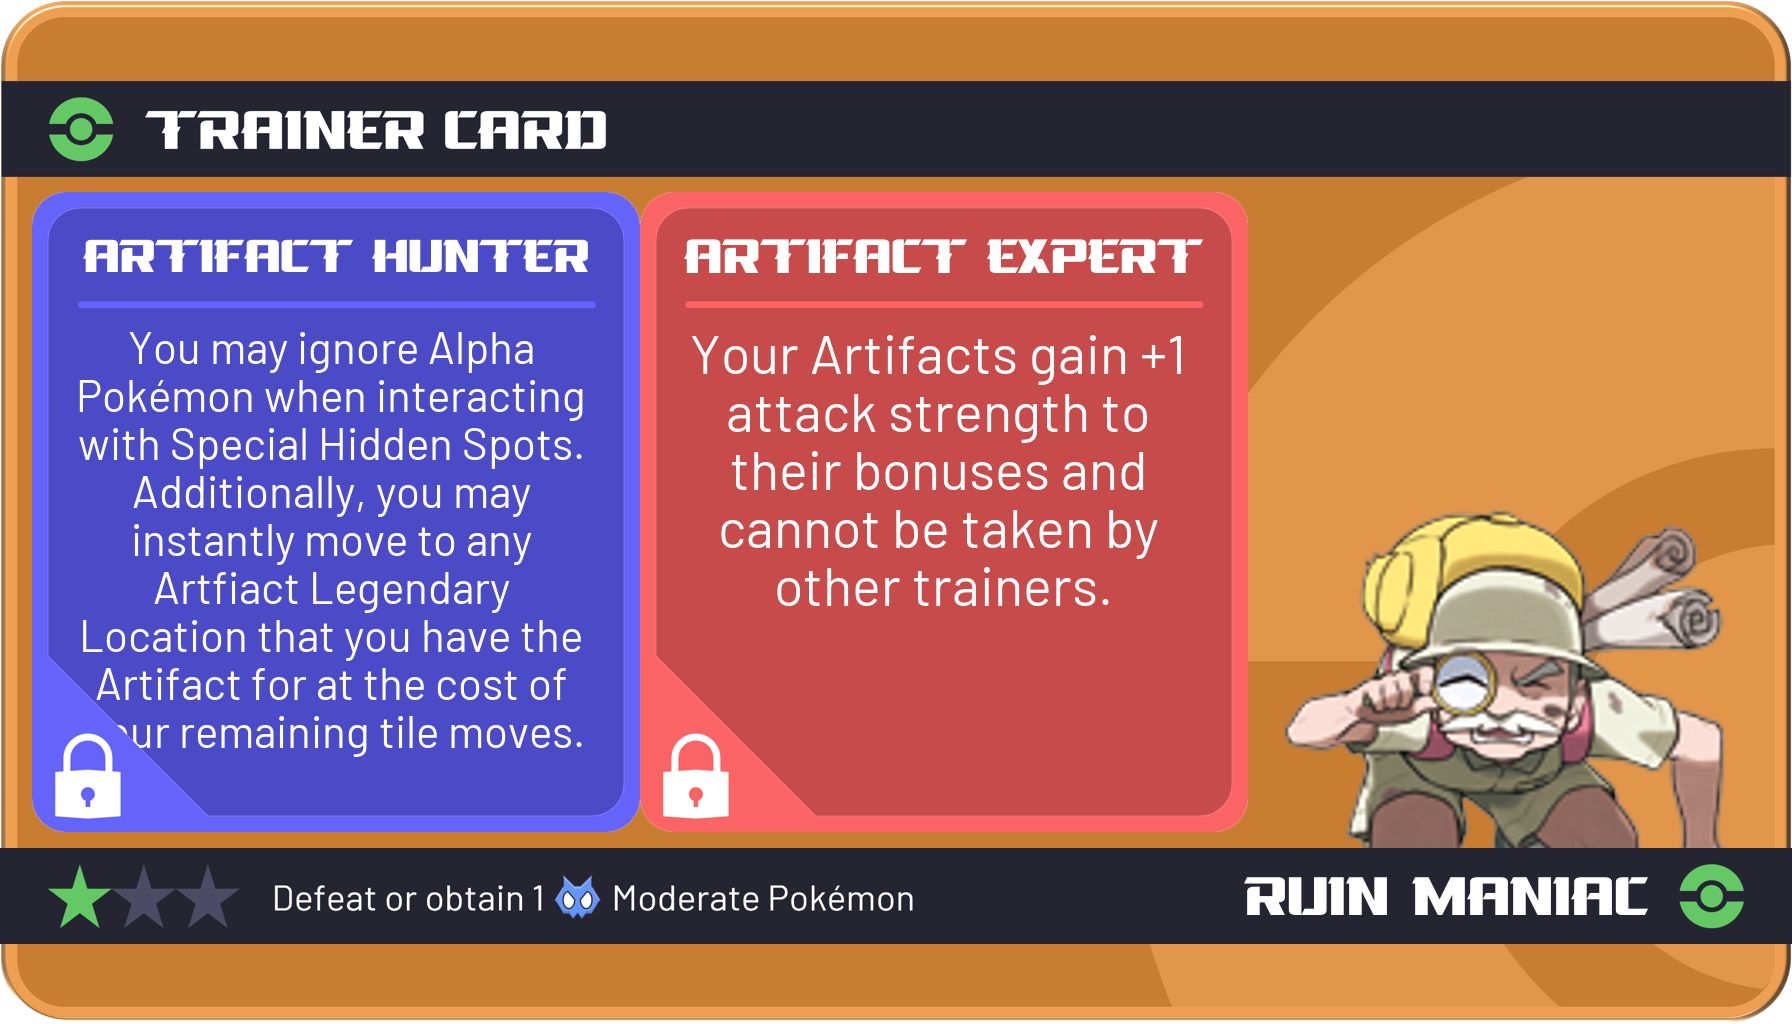 TRAINER CARD
ARTIFACT HUNTER
You may ignore Alpha
Pokémon when interacting
with Special Hidden Spots.
Additionally, you may
instantly move to any
Artfiact Legendary
Location that you have the
Artifact for at the cost of
remaining tile moves.
ARTIFACT EXPERT
Your Artifacts gain +1
attack strength to
their bonuses and
cannot be taken by
other trainers.
Defeat or obtain 1 Moderate Pokémon
RUIN MANIAC